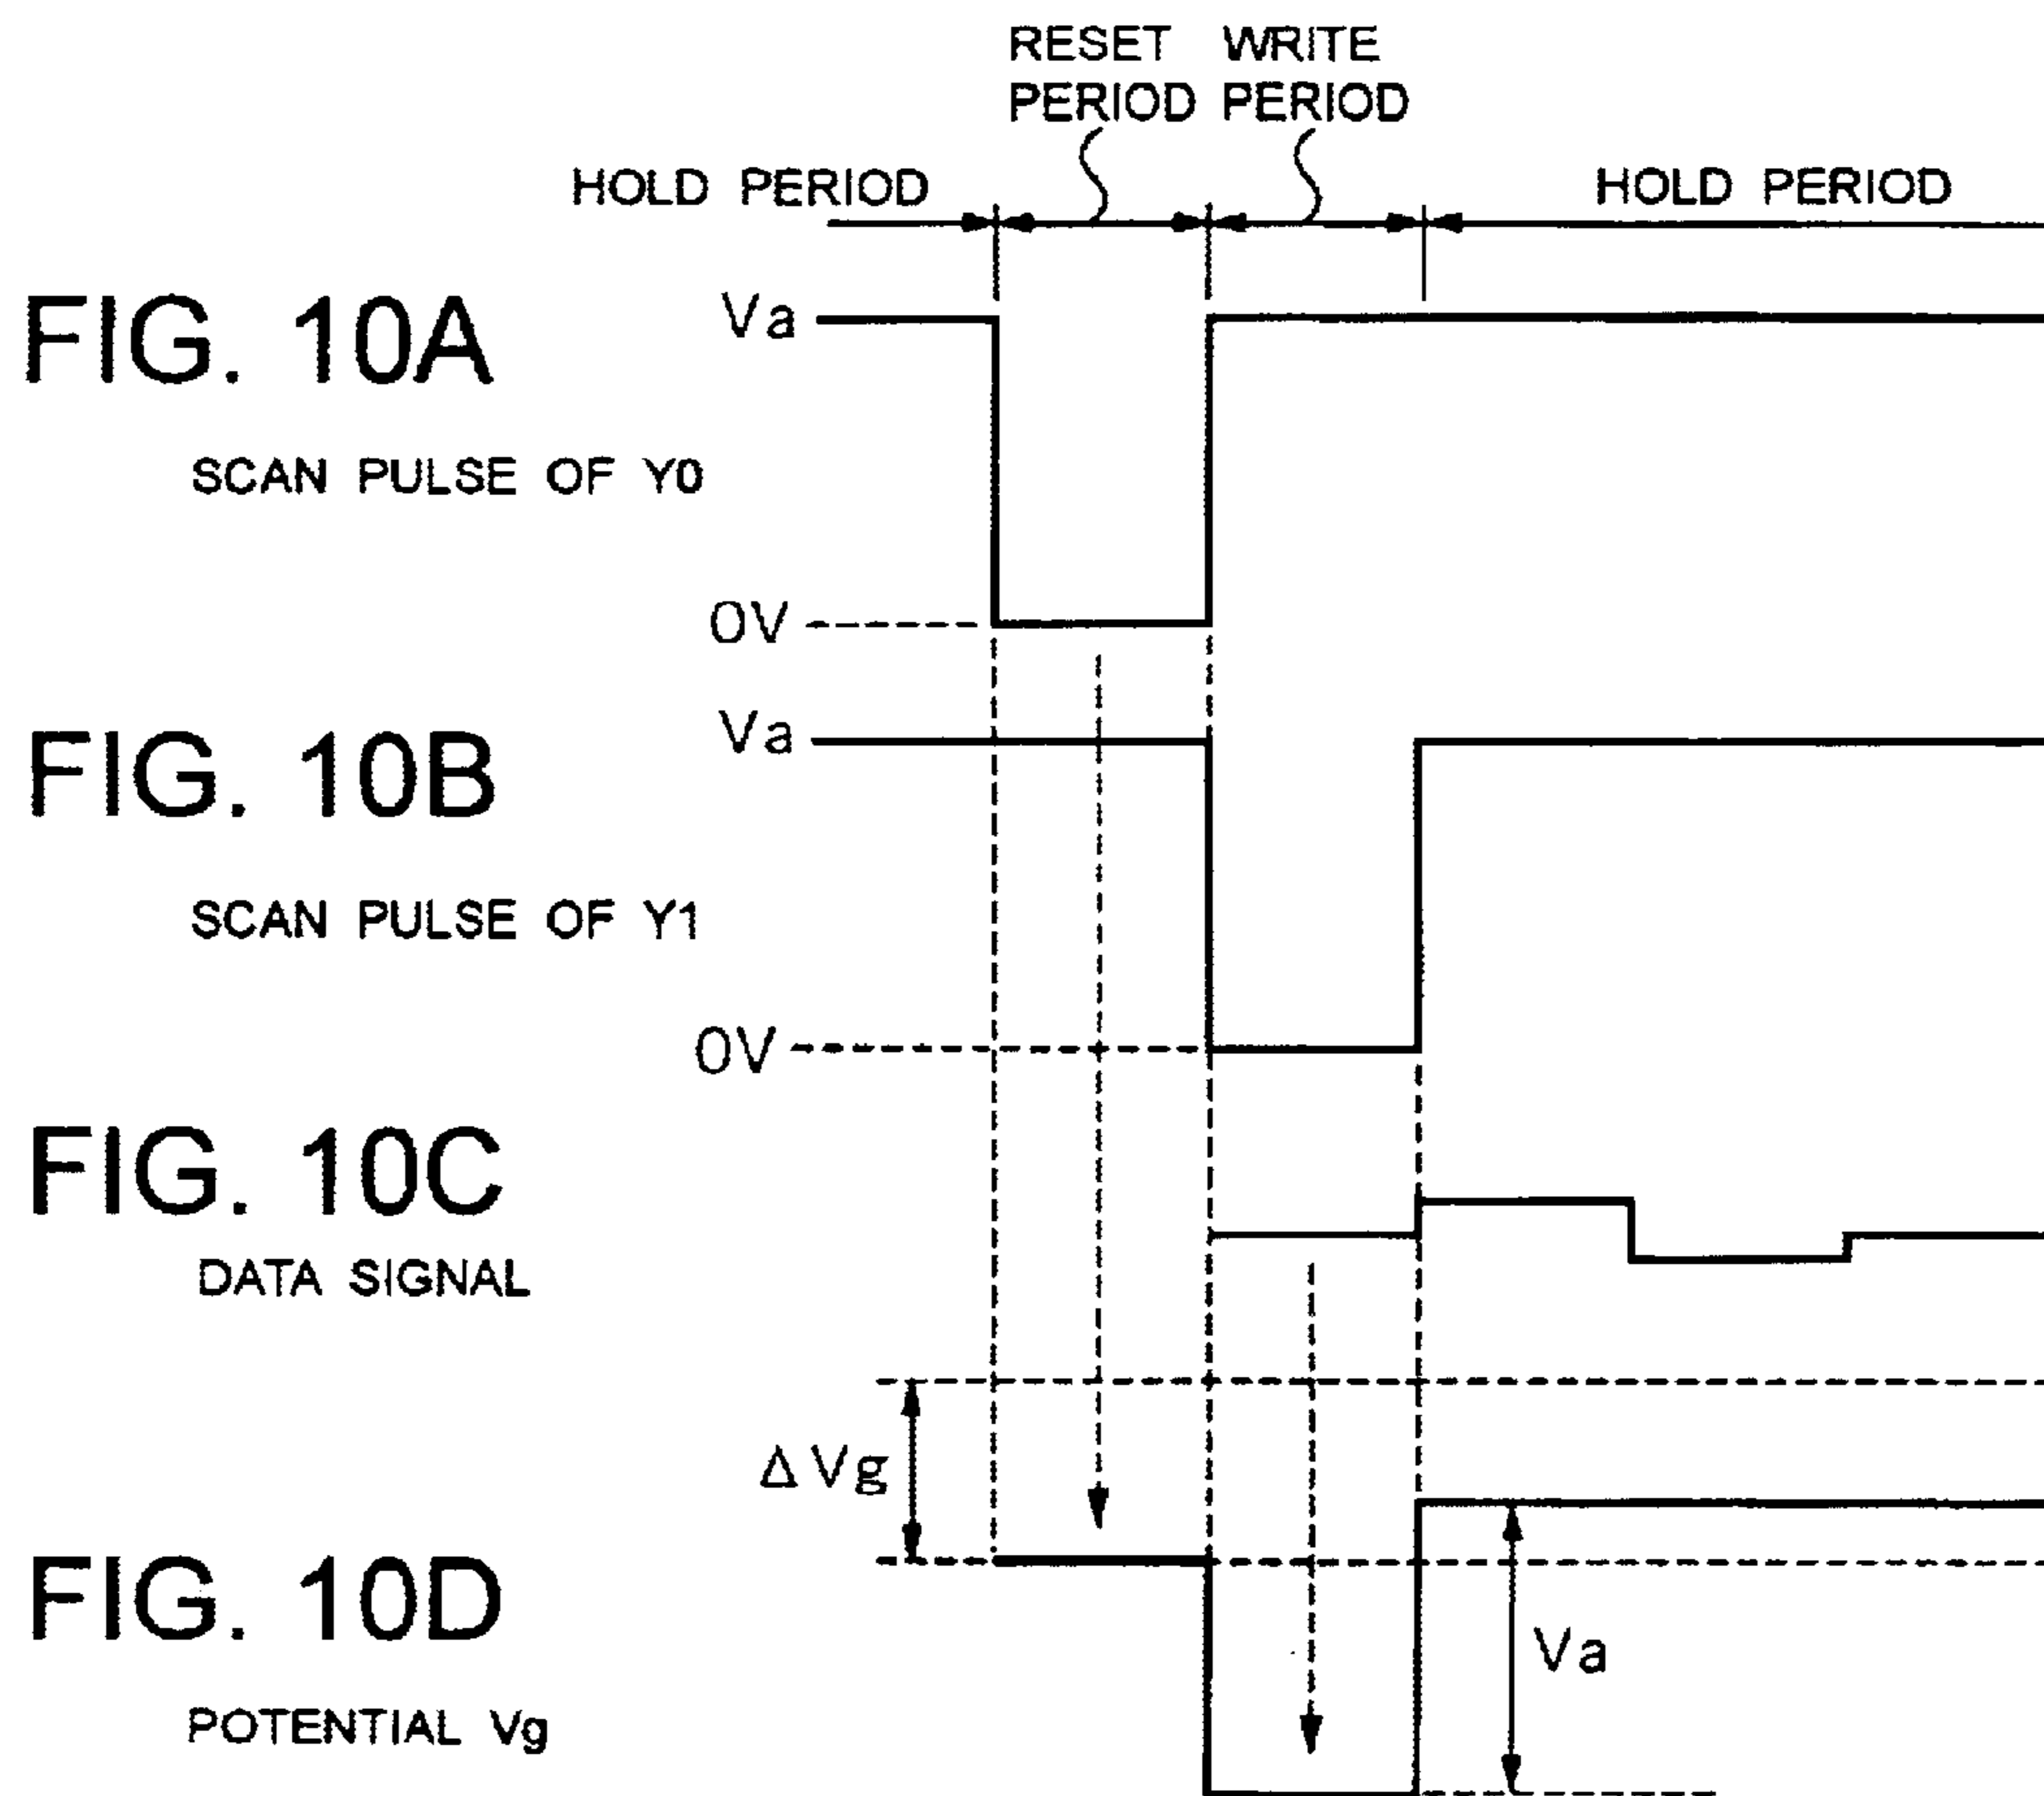 RESET WRITE
PERIOD PERIOD
HOLD PERIOD
HOLD PERIOD
FIG. 10A
Va
SCAN PULSE OF Y0
0V
FIG. 10B
Va
SCAN PULSE OF Y1
0V
FIG. 10C
DATA SIGNAL
ΔVg
FIG. 10D
Va
POTENTIAL Vg